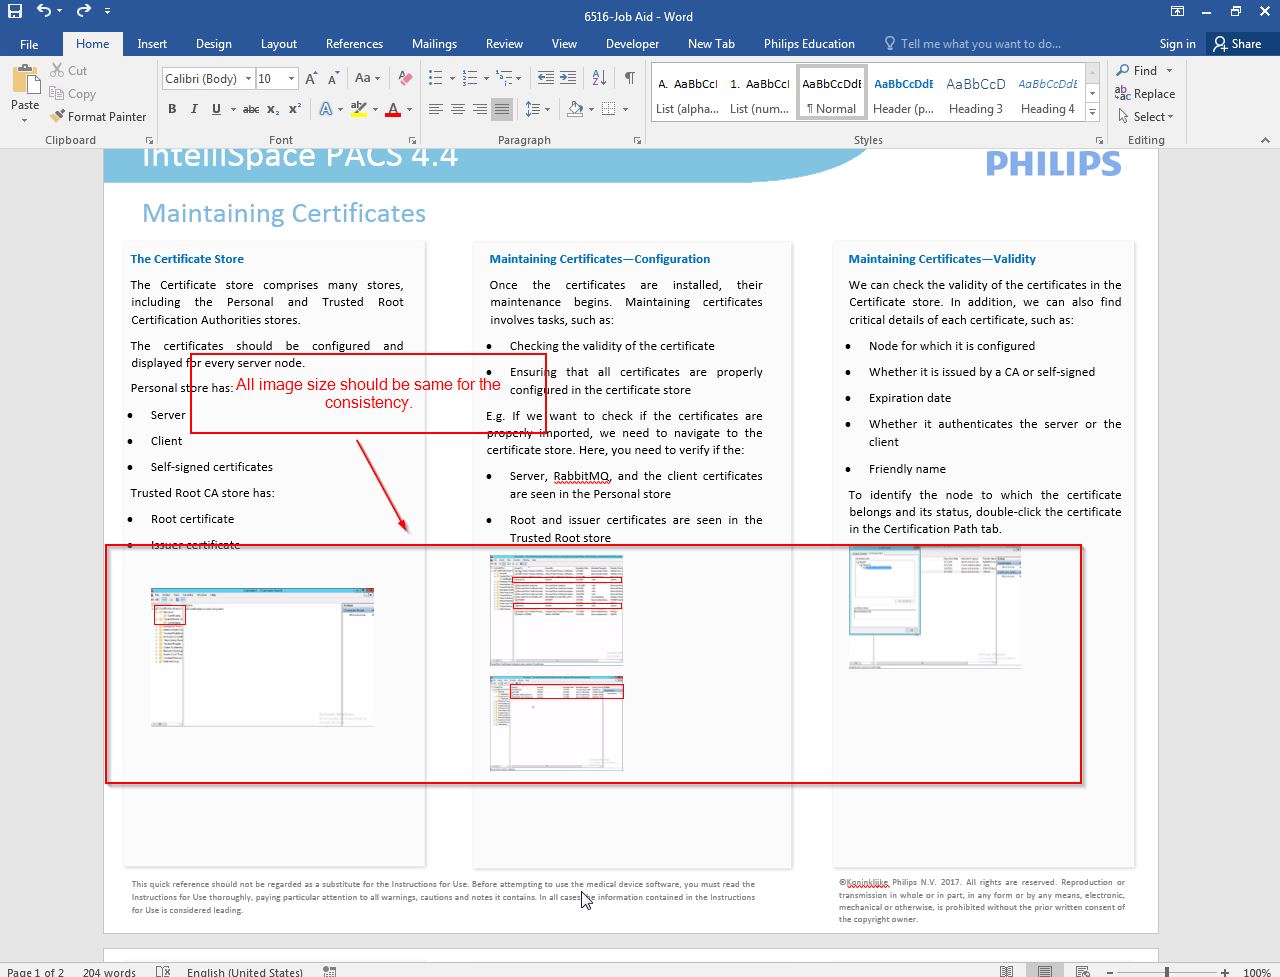 6516-Job Aid - Word
File Home Insert Design Layout References Mailings Review View Developer New Tab Philips Education Tell me what you want to do... Sign in Share
Paste
Cut
Copy
Format Painter
Calibri (Body) 10
Aa
B I U abc x₂ x² A ab A
A. AaBbCcI 1. AaBbCcI AaBbCcDdE AaBbCcDdE AaBbCcD AaBbCcDdE
List (alpha... List (num... ¶ Normal Header (p... Heading 3 Heading 4
Find
Replace
Select
Clipboard Font Paragraph Styles Editing
IntelliSpace PACS 4.4
PHILIPS
Maintaining Certificates
The Certificate Store
The Certificate store comprises many stores,
including the Personal and Trusted Root
Certification Authorities stores.
The certificates should be configured and
displayed for every server node.
Personal store has:
• Server
• Client
• Self-signed certificates
Trusted Root CA store has:
• Root certificate
• Issuer certificate
All image size should be same for the
consistency.
Maintaining Certificates—Configuration
Once the certificates are installed, their
maintenance begins. Maintaining certificates
involves tasks, such as:
• Checking the validity of the certificate
• Ensuring that all certificates are properly
configured in the certificate store
E.g. If we want to check if the certificates are
properly imported, we need to navigate to the
certificate store. Here, you need to verify if the:
• Server, RabbitMQ, and the client certificates
are seen in the Personal store
• Root and issuer certificates are seen in the
Trusted Root store
Maintaining Certificates—Validity
We can check the validity of the certificates in the
Certificate store. In addition, we can also find
critical details of each certificate, such as:
• Node for which it is configured
• Whether it is issued by a CA or self-signed
• Expiration date
• Whether it authenticates the server or the
client
• Friendly name
To identify the node to which the certificate
belongs and its status, double-click the certificate
in the Certification Path tab.
This quick reference should not be regarded as a substitute for the Instructions for Use. Before attempting to use the medical device software, you must read the
Instructions for Use thoroughly, paying particular attention to all warnings, cautions and notes it contains. In all cases the information contained in the Instructions
for Use is considered leading.
©Koninklijke Philips N.V. 2017. All rights are reserved. Reproduction or
transmission in whole or in part, in any form or by any means, electronic,
mechanical or otherwise, is prohibited without the prior written consent of
the copyright owner.
Page 1 of 2 204 words English (United States) 100%